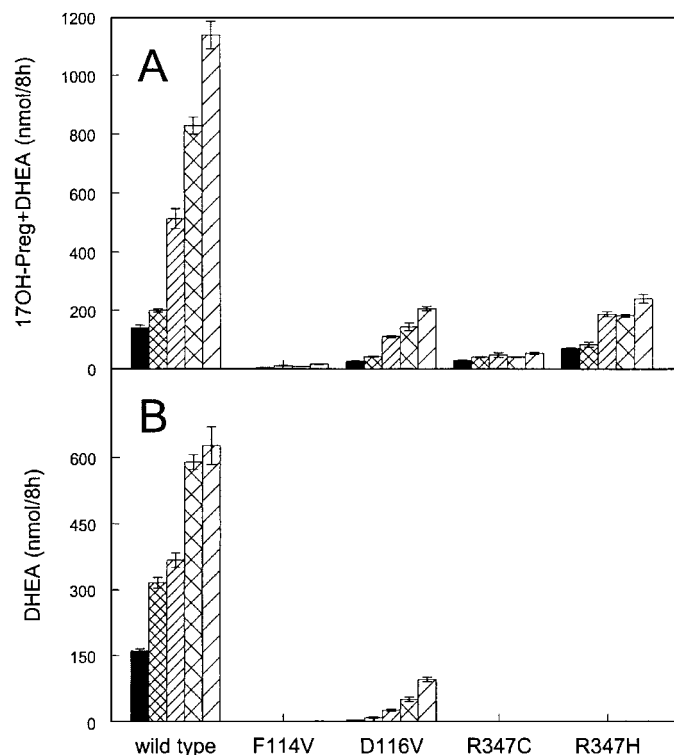 A
17OH-Preg+DHEA (nmol/8h)
1200
1000
800
600
400
200
0
B
DHEA (nmol/8h)
600
450
300
150
0
wild type F114V D116V R347C R347H